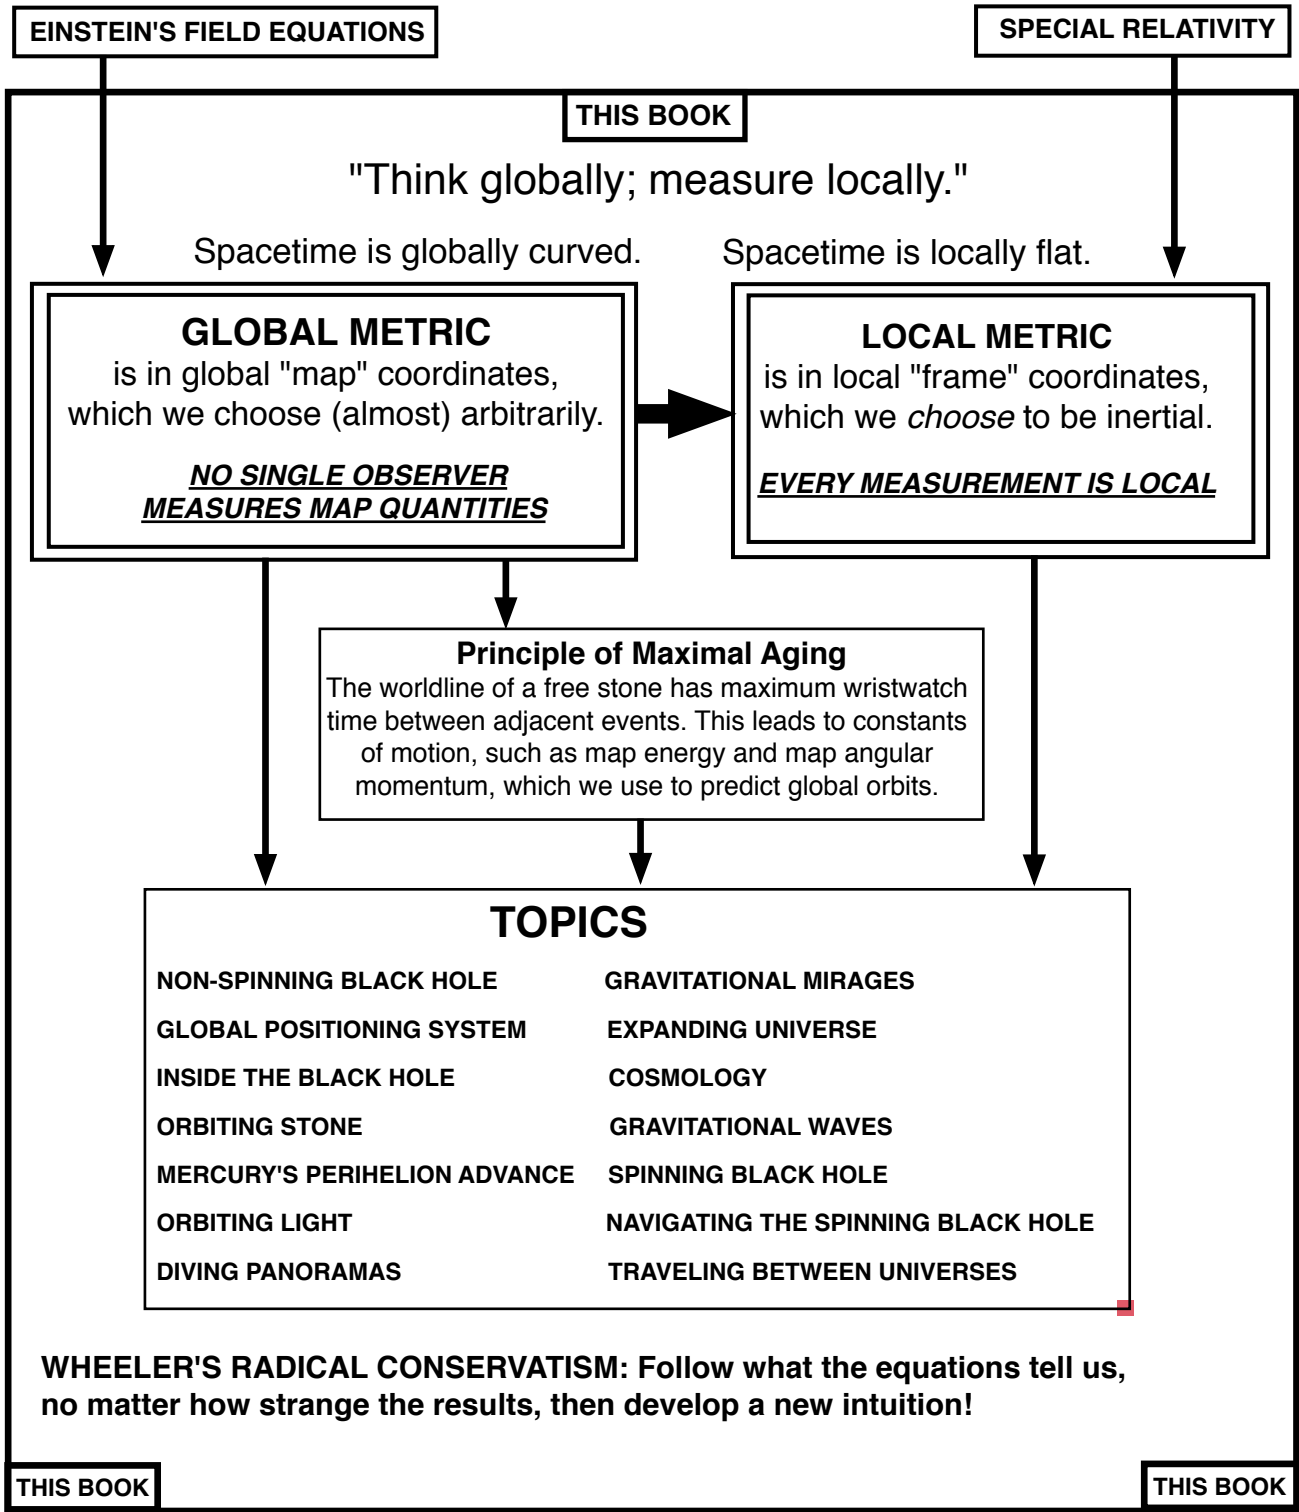 EINSTEIN'S FIELD EQUATIONS
SPECIAL RELATIVITY
THIS BOOK
"Think globally; measure locally."
Spacetime is globally curved.
Spacetime is locally flat.
GLOBAL METRIC
is in global "map" coordinates,
which we choose (almost) arbitrarily.
NO SINGLE OBSERVER
MEASURES MAP QUANTITIES
LOCAL METRIC
is in local "frame" coordinates,
which we choose to be inertial.
EVERY MEASUREMENT IS LOCAL
Principle of Maximal Aging
The worldline of a free stone has maximum wristwatch
time between adjacent events. This leads to constants
of motion, such as map energy and map angular
momentum, which we use to predict global orbits.
TOPICS
NON-SPINNING BLACK HOLE
GLOBAL POSITIONING SYSTEM
INSIDE THE BLACK HOLE
ORBITING STONE
MERCURY'S PERIHELION ADVANCE
ORBITING LIGHT
DIVING PANORAMAS
GRAVITATIONAL MIRAGES
EXPANDING UNIVERSE
COSMOLOGY
GRAVITATIONAL WAVES
SPINNING BLACK HOLE
NAVIGATING THE SPINNING BLACK HOLE
TRAVELING BETWEEN UNIVERSES
WHEELER'S RADICAL CONSERVATISM: Follow what the equations tell us,
no matter how strange the results, then develop a new intuition!
THIS BOOK
THIS BOOK